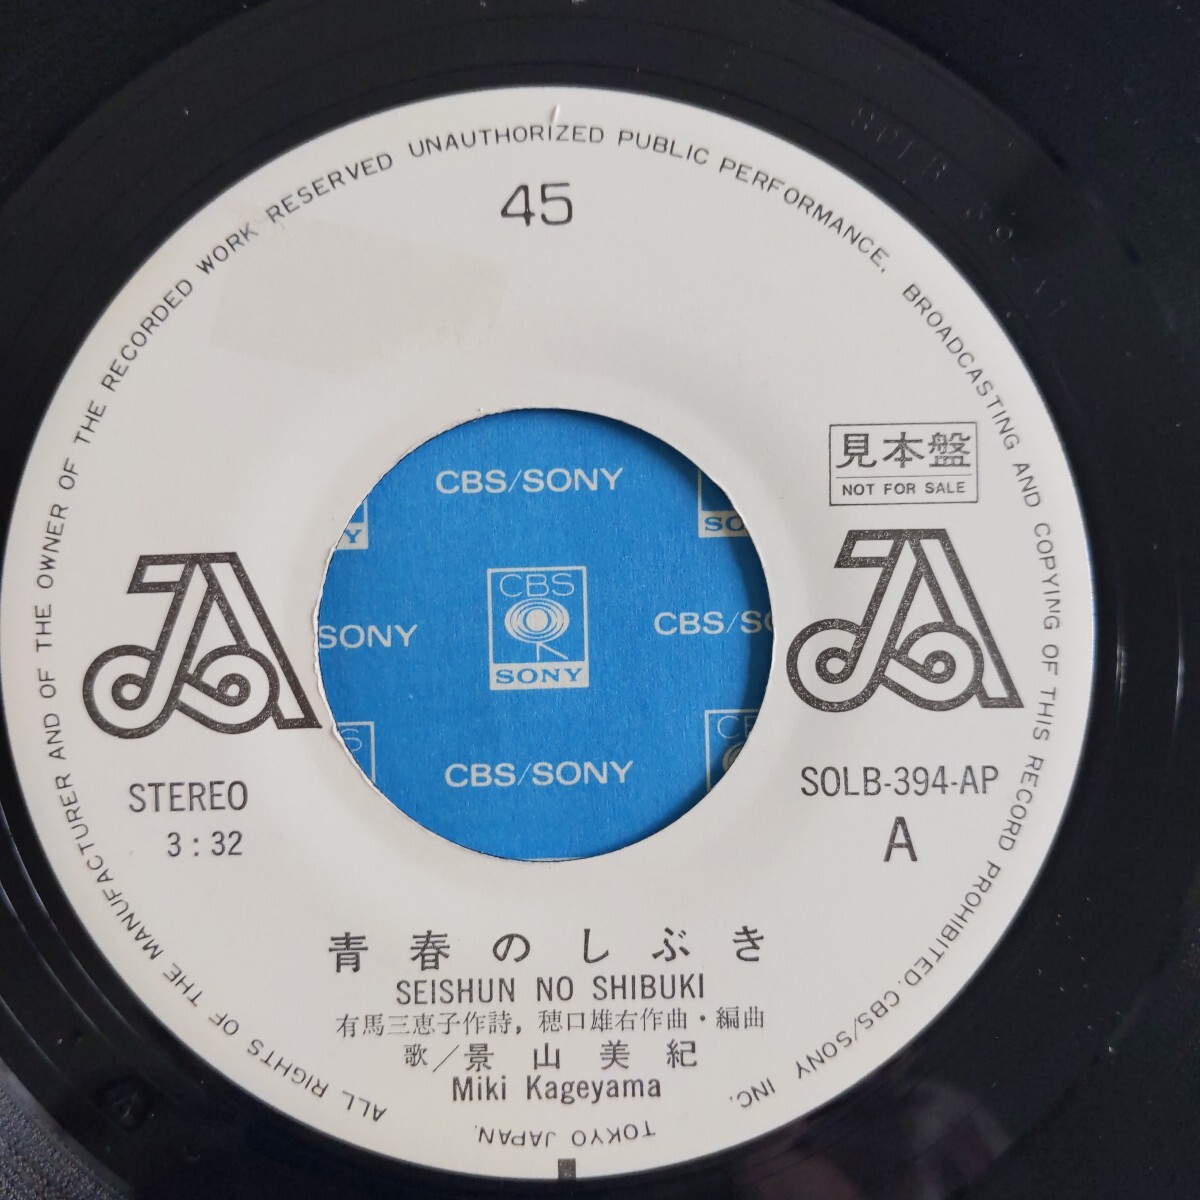 45
ALL RIGHTS OF THE MANUFACTURER AND OF THE OWNER OF THE RECORDED WORK RESERVED UNAUTHORIZED PUBLIC PERFORMANCE, BROADCASTING AND COPYING OF THIS RECORD PROHIBITED. CBS/SONY INC.
TOKYO JAPAN.
見本盤
NOT FOR SALE
CBS/SONY
CBS
SONY
SONY
CBS/SO
CBS/SONY
STEREO
3:32
SOLB-394-AP
A
青春のしぶき
SEISHUN NO SHIBUKI
有馬三恵子作詩, 穂口雄右作曲・編曲
歌/景山美紀
Miki Kageyama